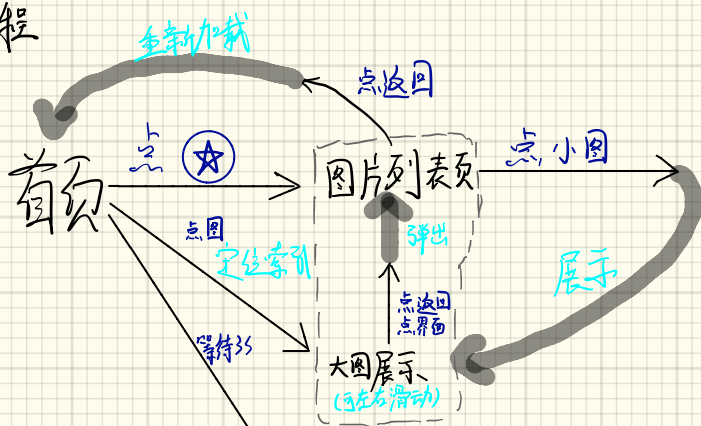 程
重新加载
点返回
点
首页
图片列表页
点小图
点图
定位索引
弹出
展示
点返回
点界面
等待3s
大图展示
(可左右滑动)